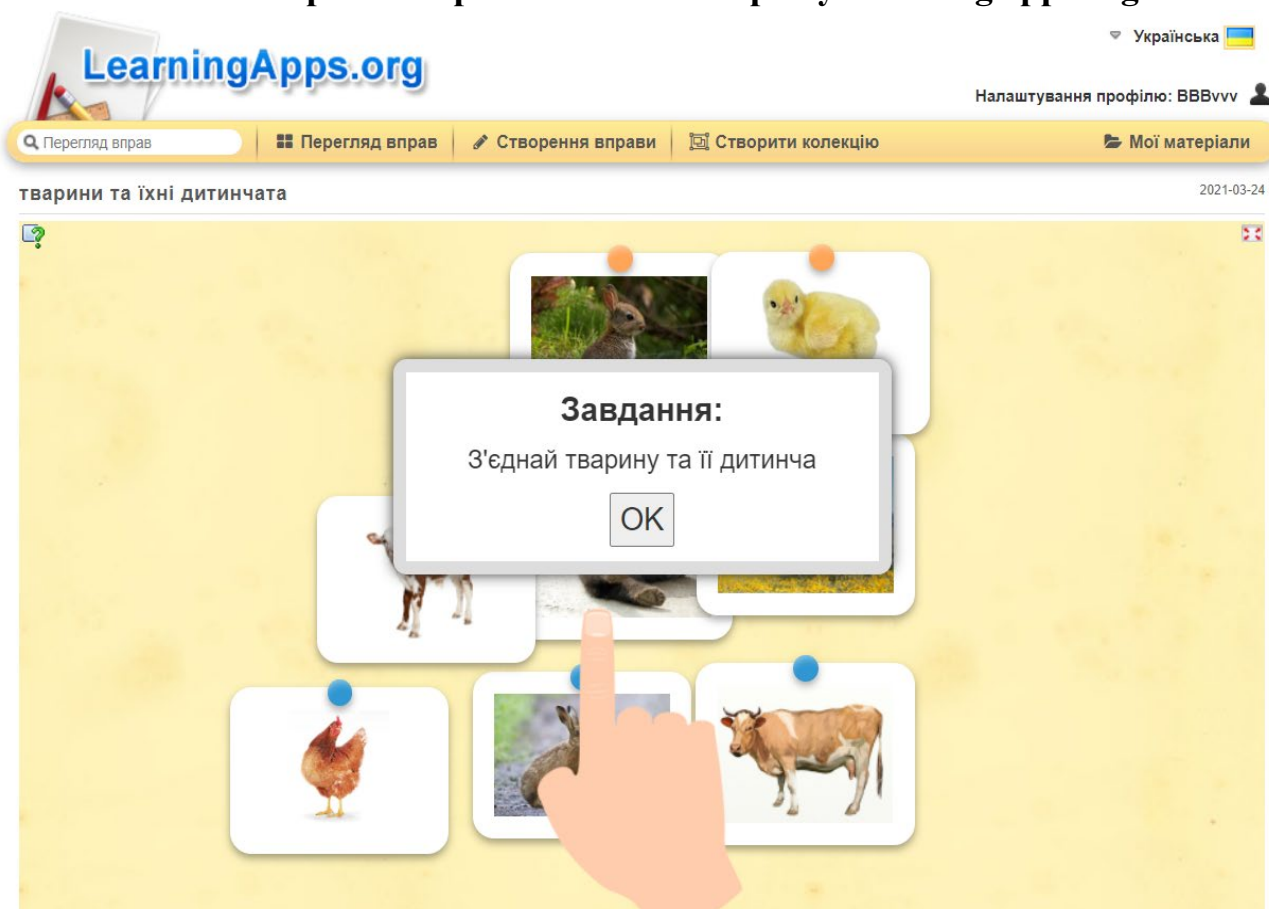 LearningApps.org
Українська
Налаштування профілю: BBBvvv
Перегляд вправ
Перегляд вправ
Створення вправи
Створити колекцію
Мої матеріали
тварини та їхні дитинчата
2021-03-24
Завдання:
З'єднай тварину та її дитинча
OK